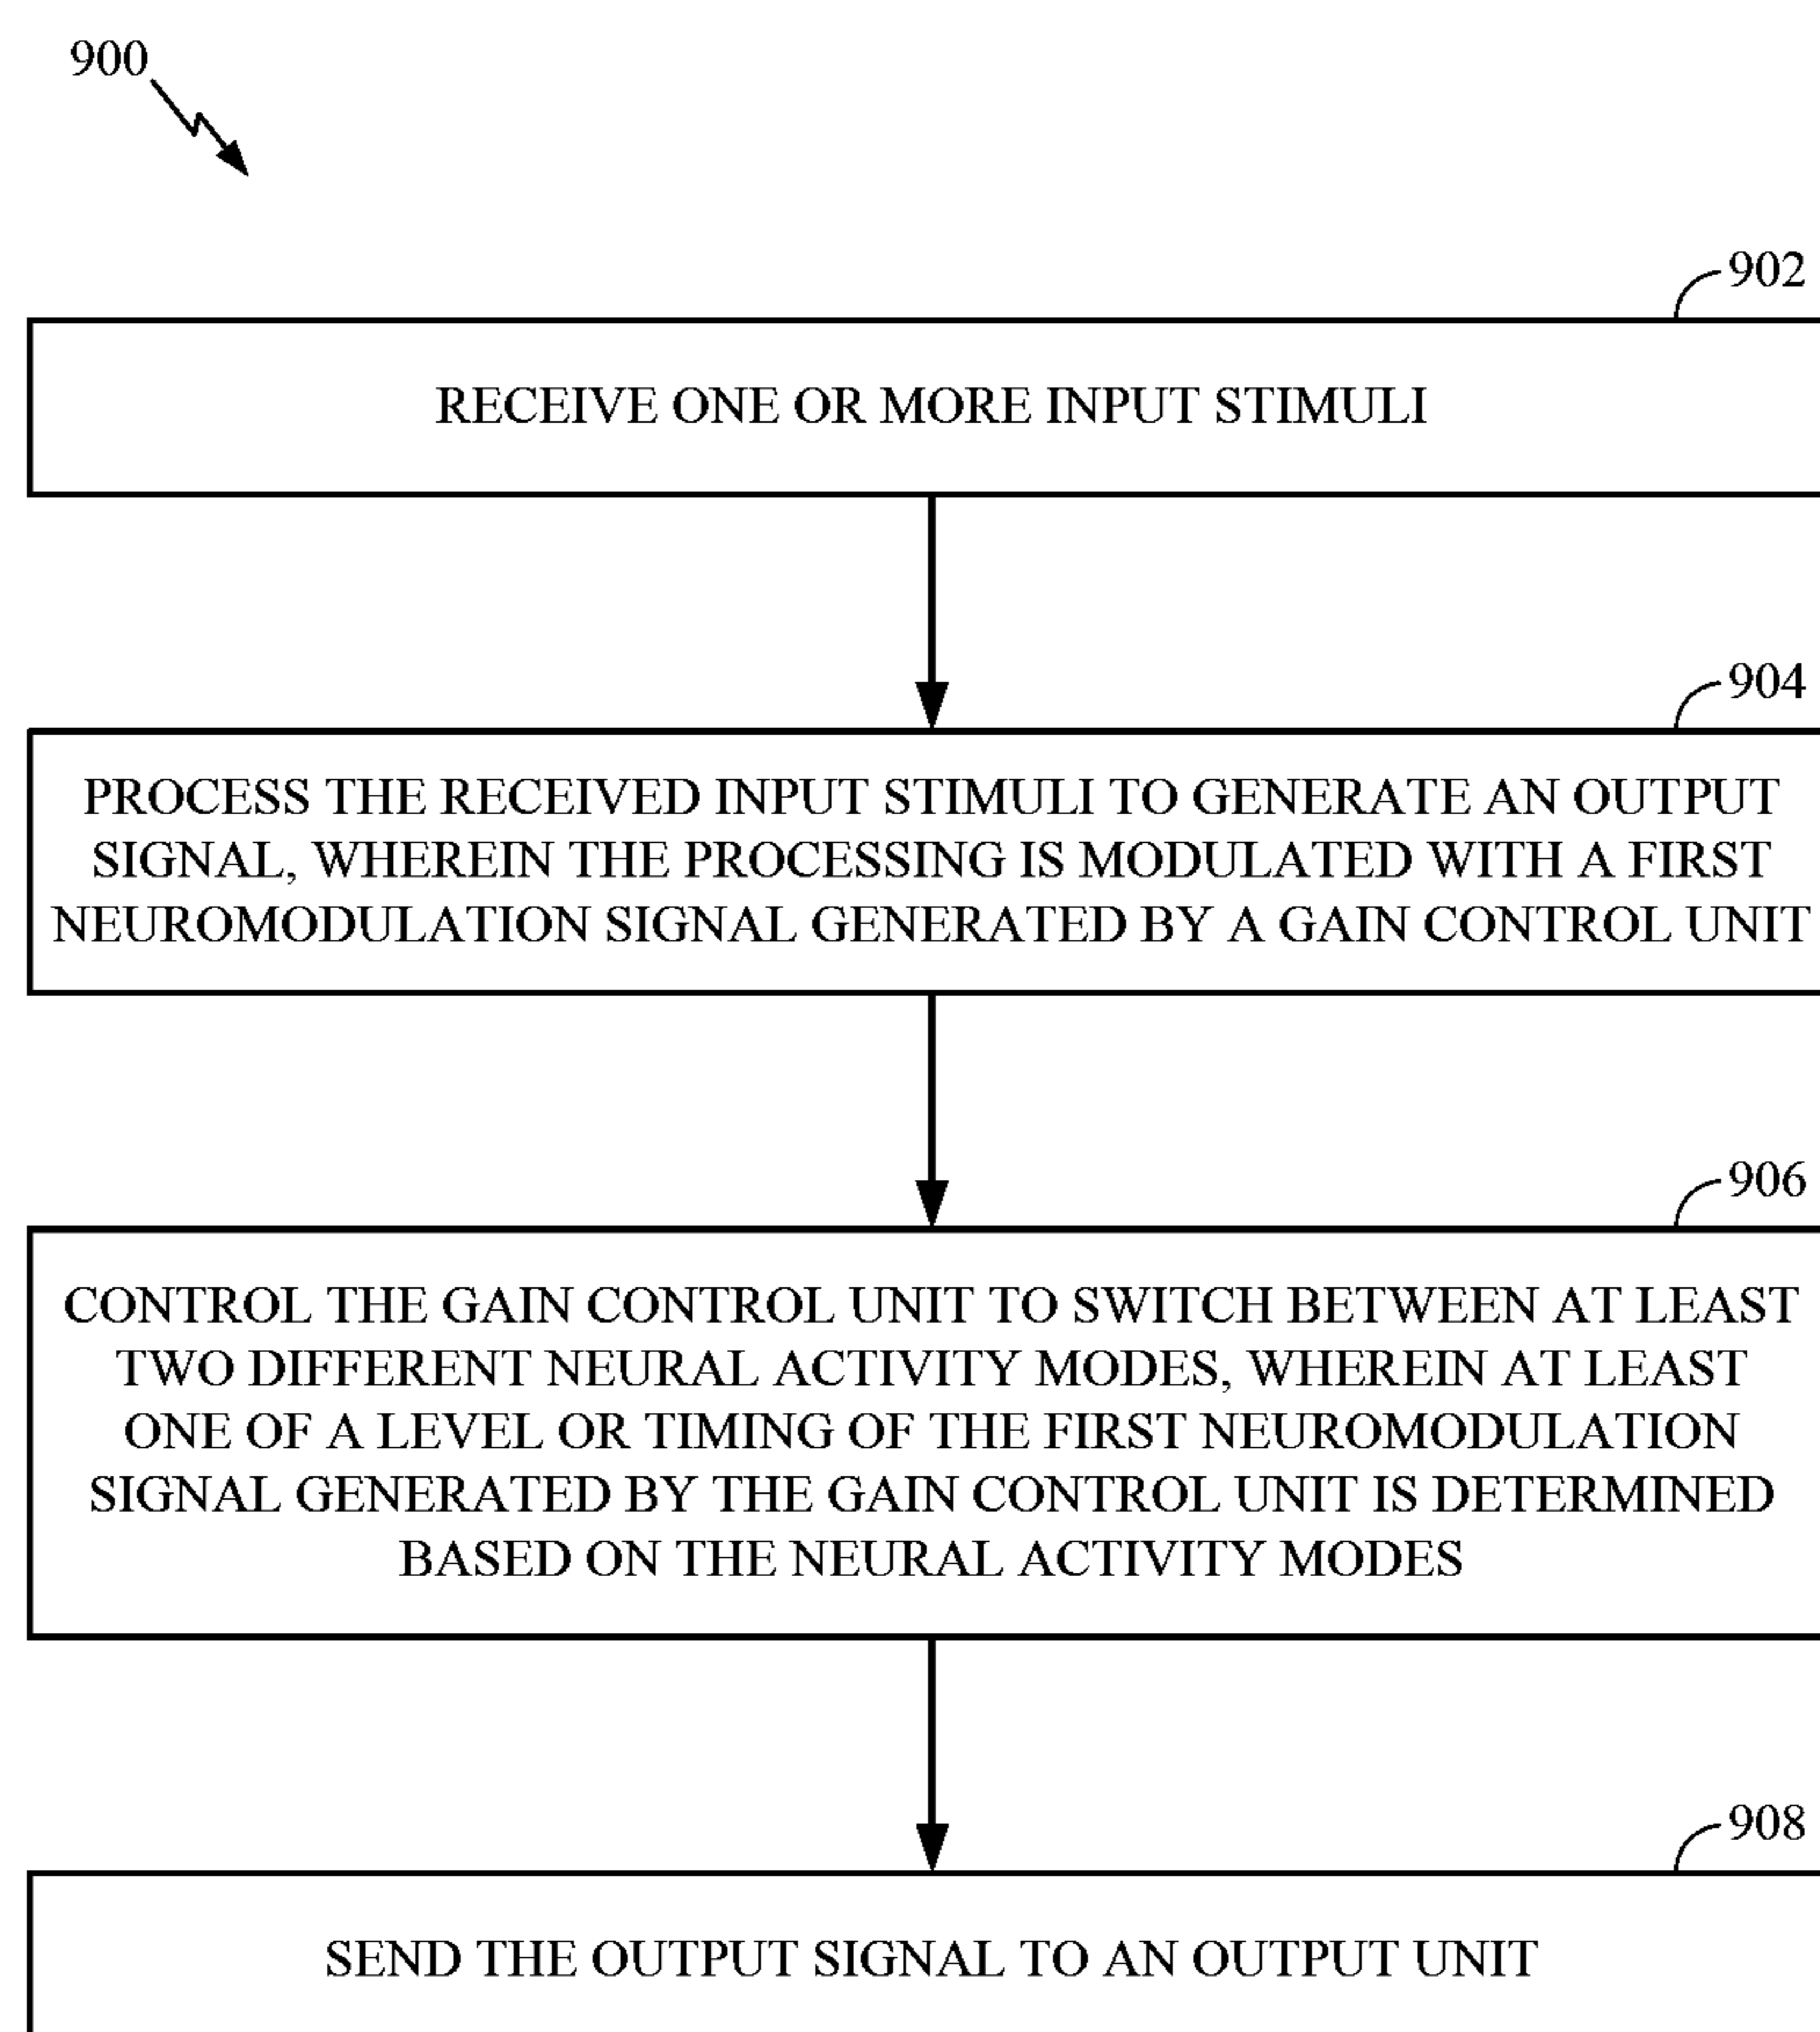 900
902
RECEIVE ONE OR MORE INPUT STIMULI
904
PROCESS THE RECEIVED INPUT STIMULI TO GENERATE AN OUTPUT
SIGNAL, WHEREIN THE PROCESSING IS MODULATED WITH A FIRST
NEUROMODULATION SIGNAL GENERATED BY A GAIN CONTROL UNIT
906
CONTROL THE GAIN CONTROL UNIT TO SWITCH BETWEEN AT LEAST
TWO DIFFERENT NEURAL ACTIVITY MODES, WHEREIN AT LEAST
ONE OF A LEVEL OR TIMING OF THE FIRST NEUROMODULATION
SIGNAL GENERATED BY THE GAIN CONTROL UNIT IS DETERMINED
BASED ON THE NEURAL ACTIVITY MODES
908
SEND THE OUTPUT SIGNAL TO AN OUTPUT UNIT